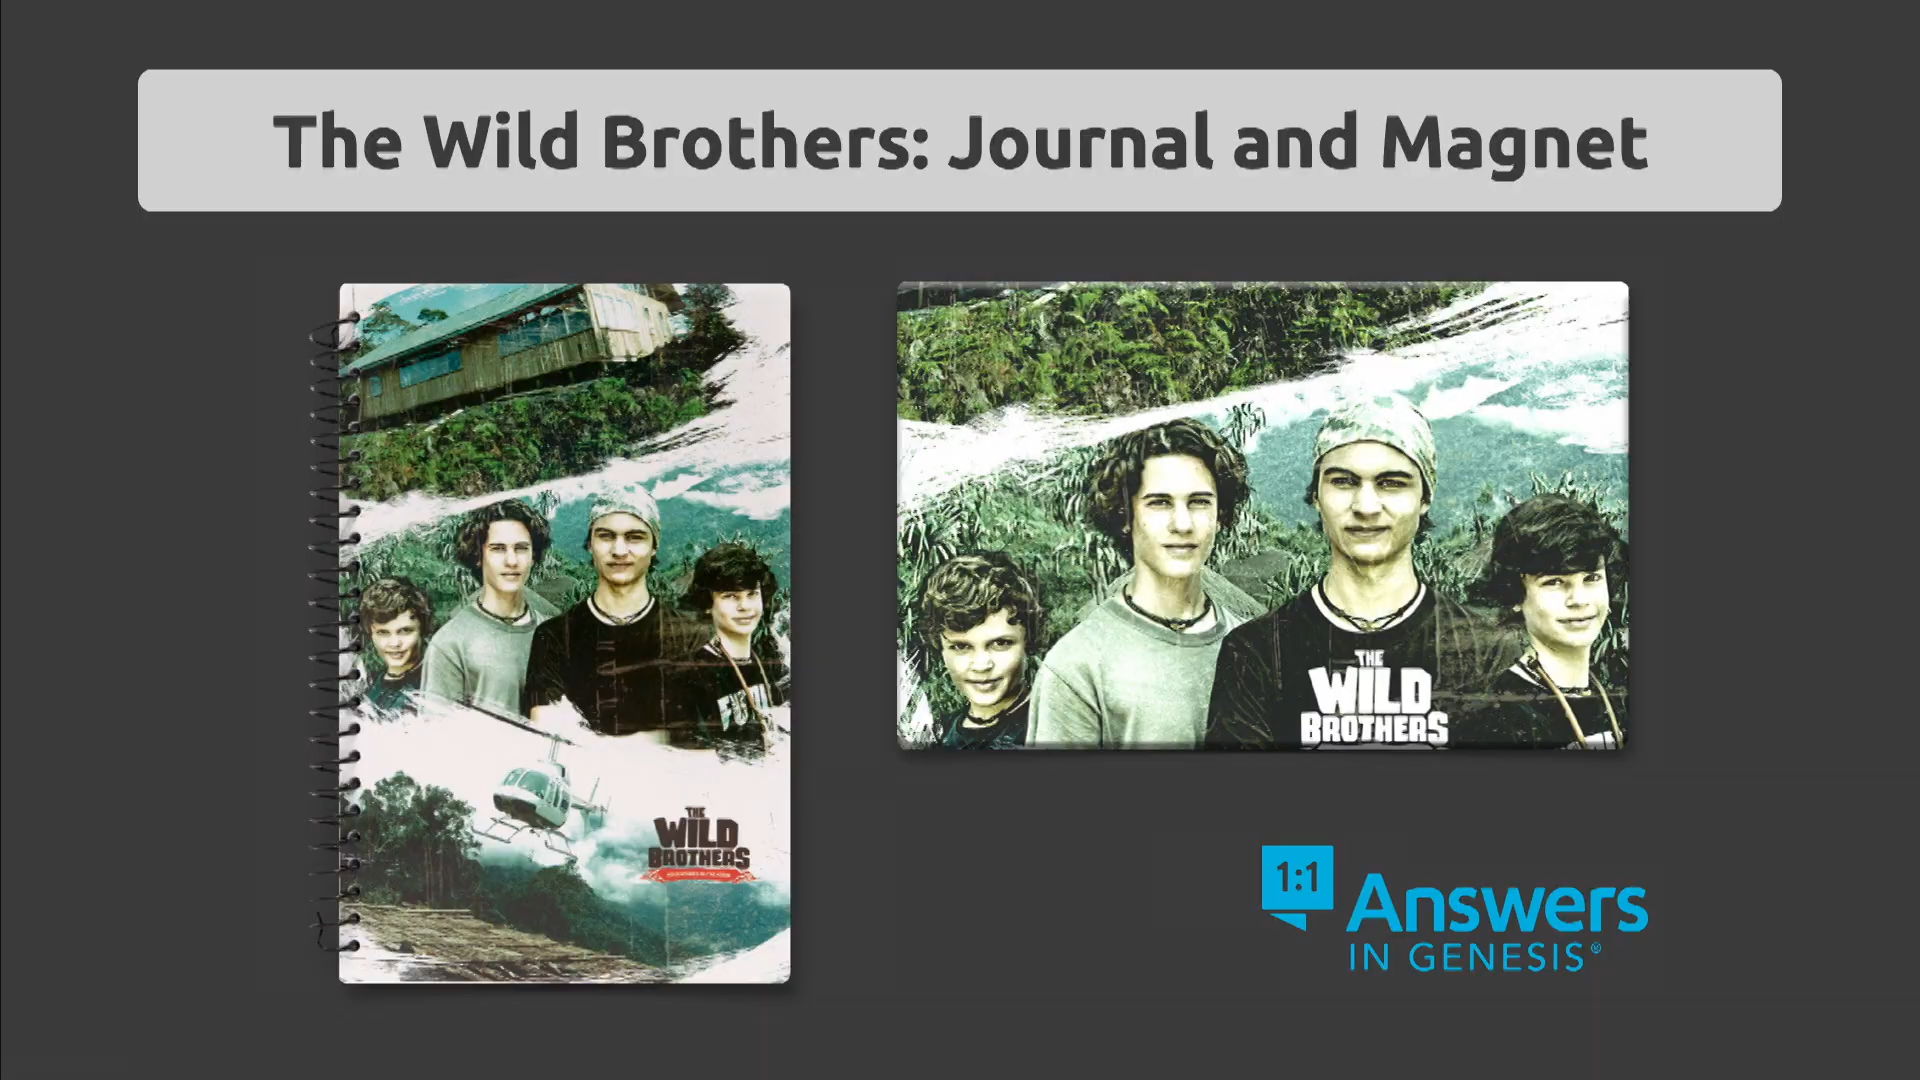 The Wild Brothers: Journal and Magnet
THE
WILD
BROTHERS
THE
WILD
BROTHERS
1:1
Answers
IN GENESIS®